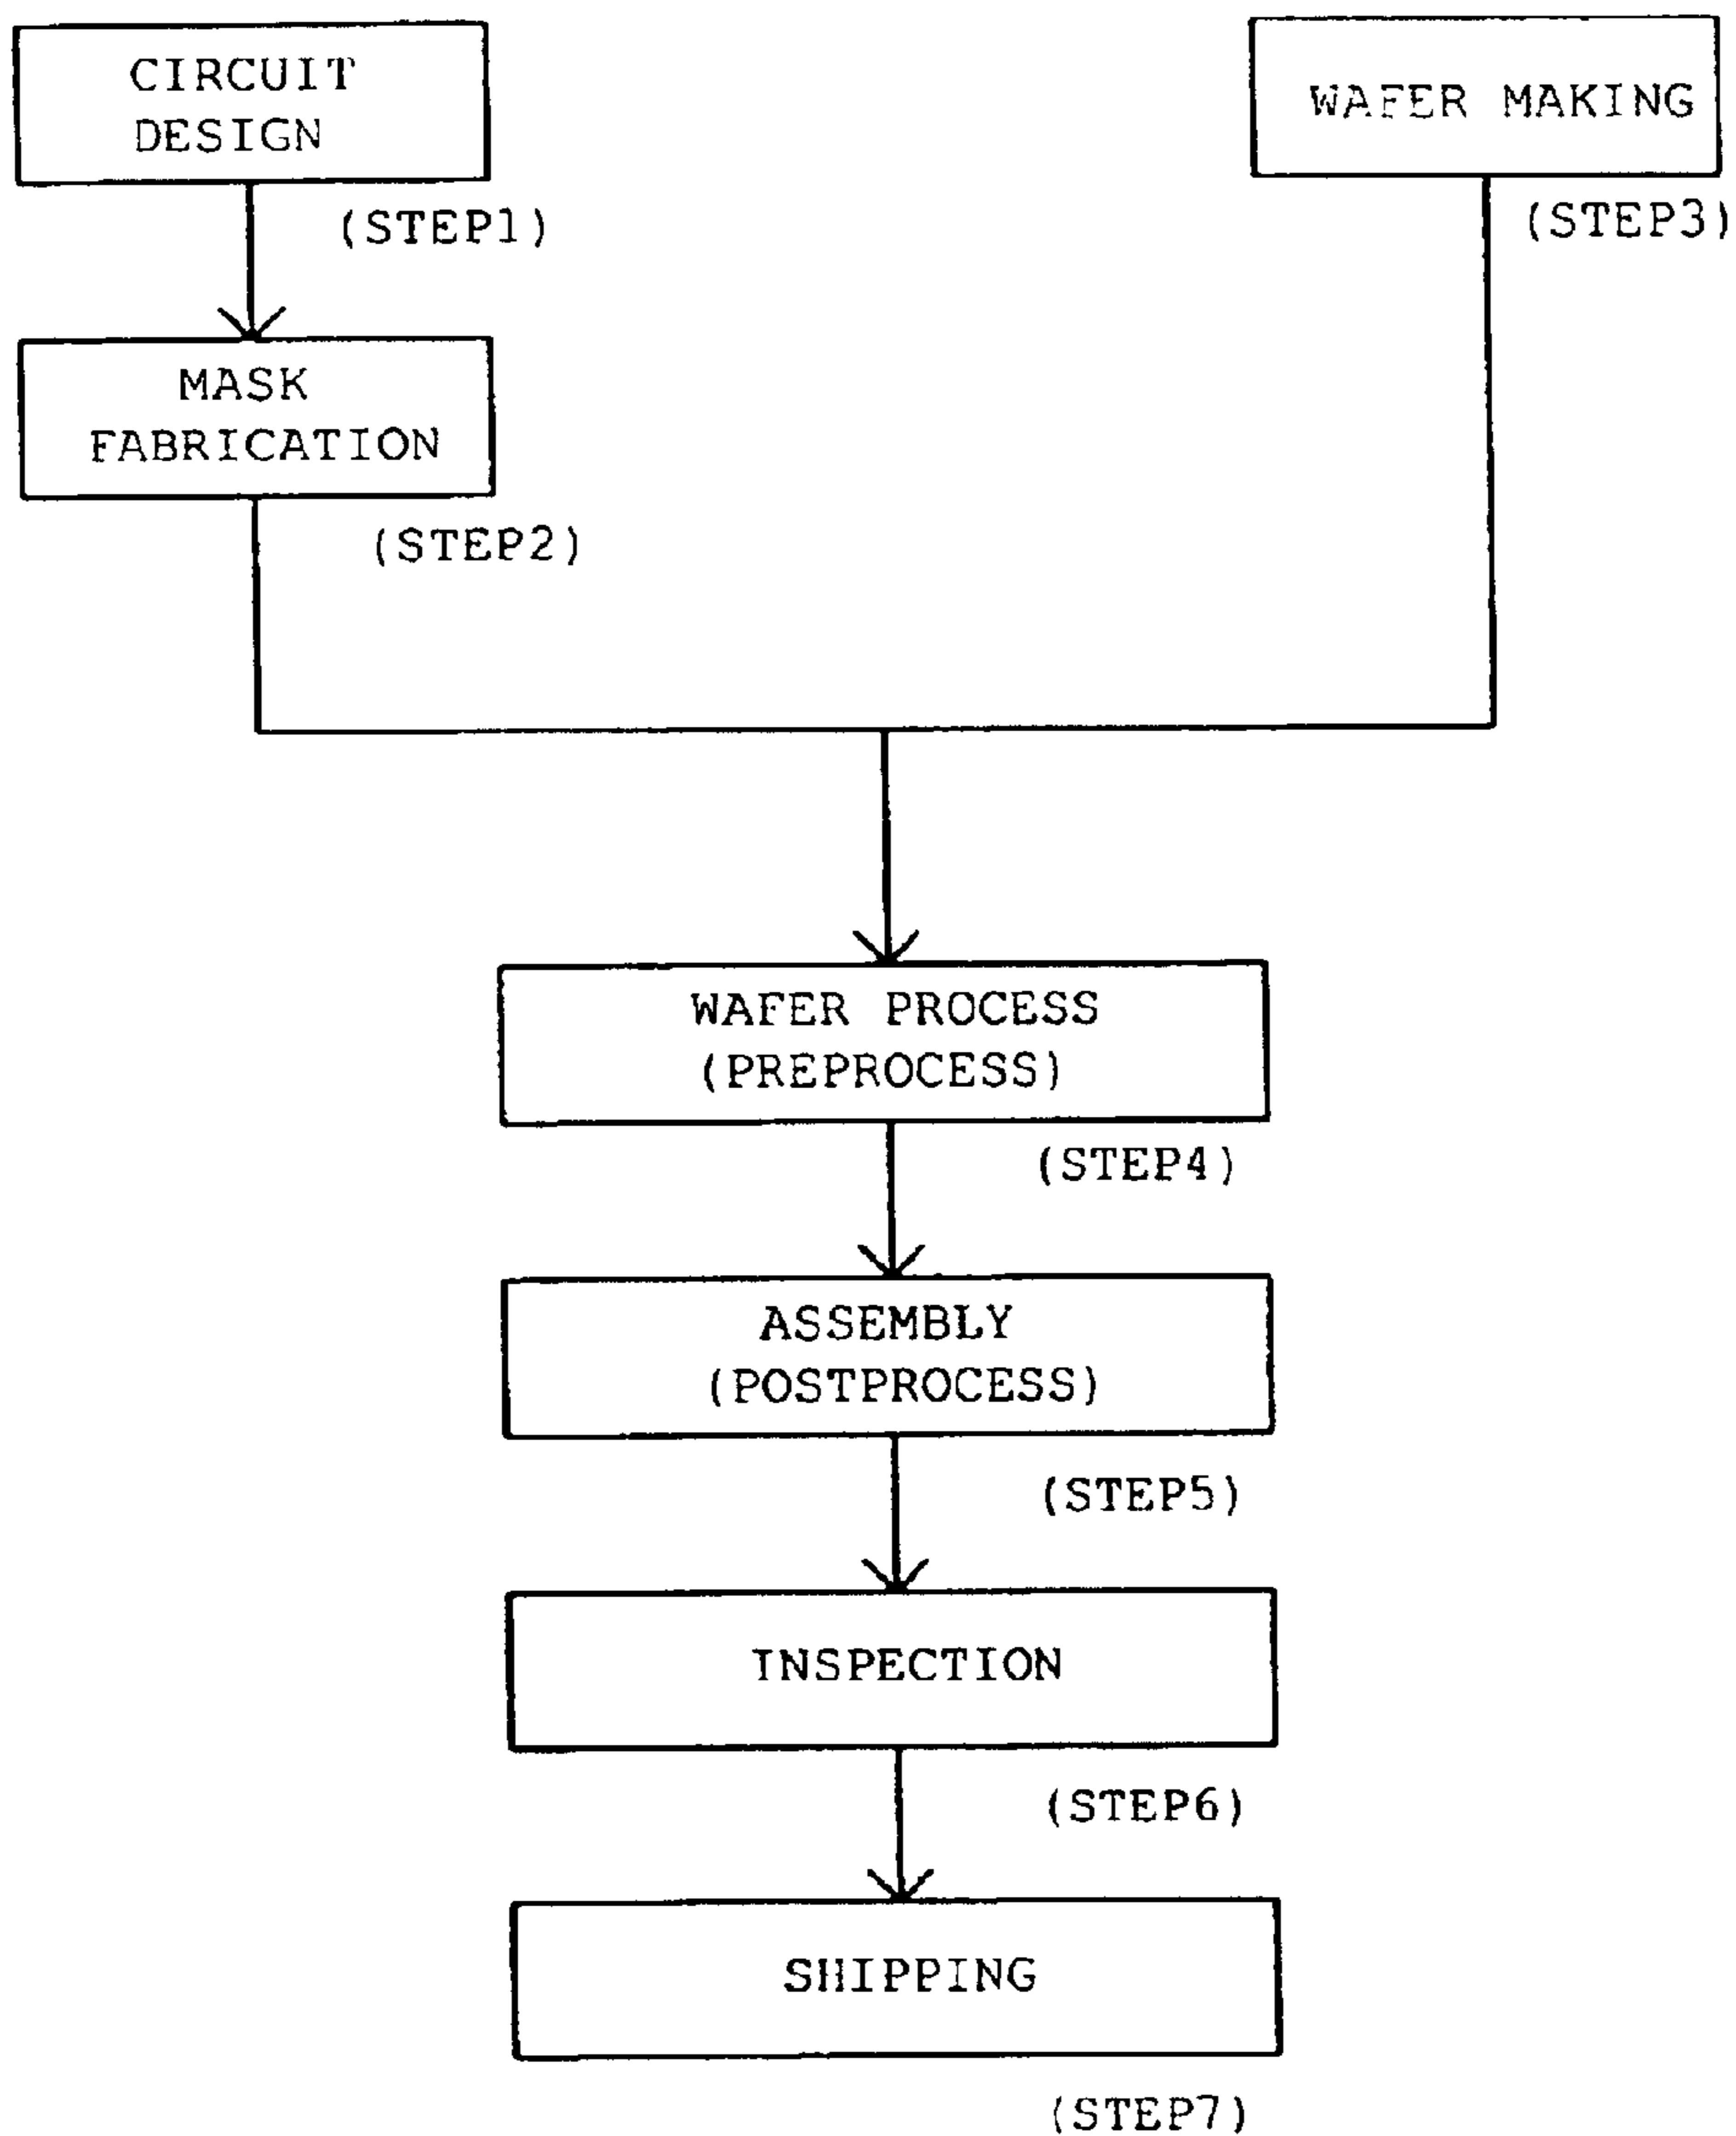 CIRCUIT
DESIGN
(STEP1)
WAFER MAKING
(STEP3)
MASK
FABRICATION
(STEP2)
WAFER PROCESS
(PREPROCESS)
(STEP4)
ASSEMBLY
(POSTPROCESS)
(STEP5)
INSPECTION
(STEP6)
SHIPPING
(STEP7)